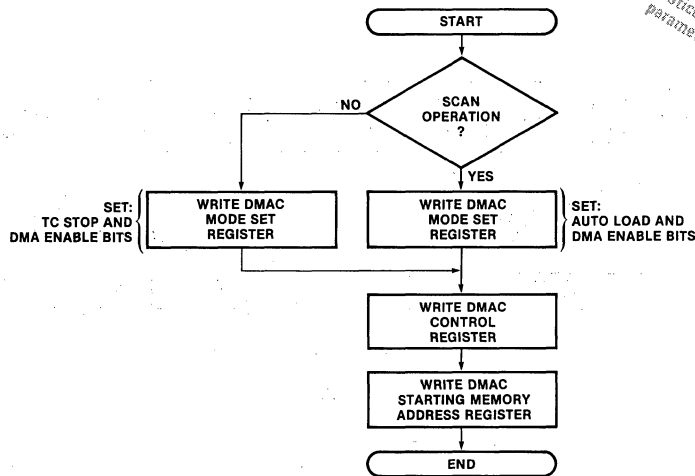 START
SCAN
OPERATION
?
NO
YES
SET:
TC STOP AND
DMA ENABLE BITS
WRITE DMAC
MODE SET
REGISTER
WRITE DMAC
MODE SET
REGISTER
SET:
AUTO LOAD AND
DMA ENABLE BITS
WRITE DMAC
CONTROL
REGISTER
WRITE DMAC
STARTING MEMORY
ADDRESS REGISTER
END